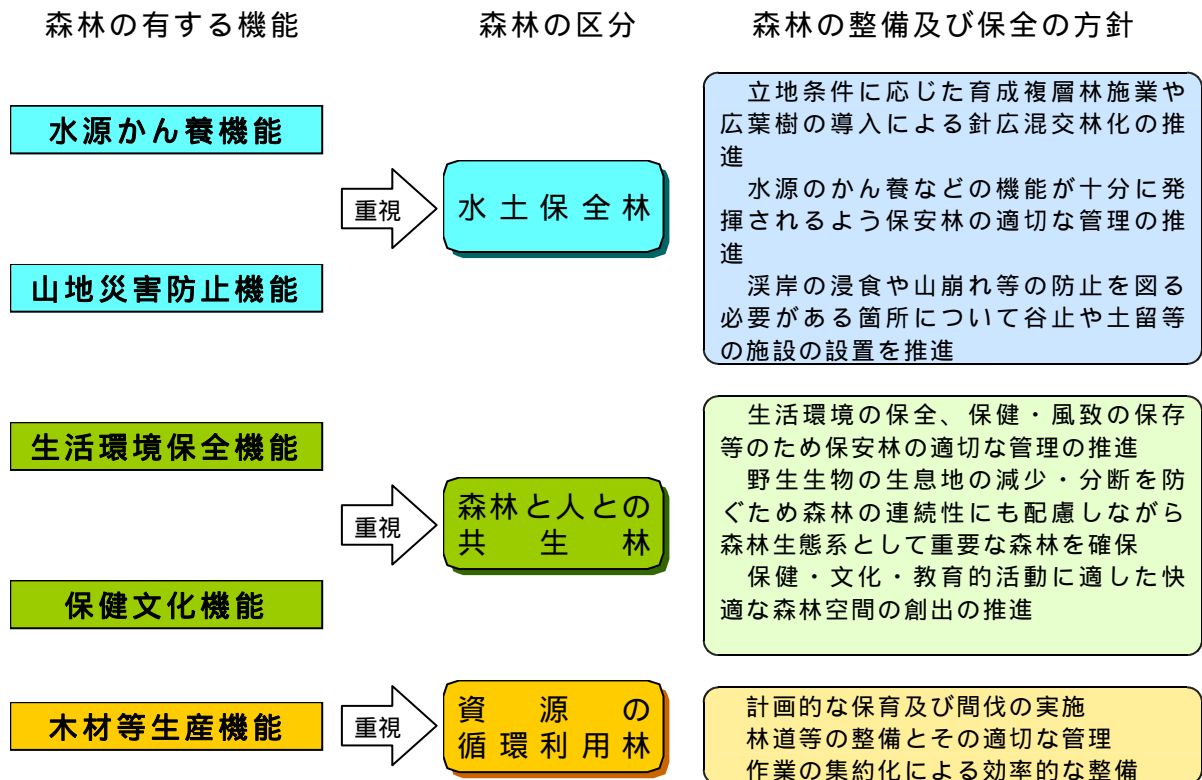 森林の有する機能
森林の区分
森林の整備及び保全の方針
水源かん養機能
山地災害防止機能
重視
水土保全林
立地条件に応じた育成複層林施業や
広葉樹の導入による針広混交林化の推
進
水源のかん養などの機能が十分に発
揮されるよう保安林の適切な管理の推
進
渓岸の浸食や山崩れ等の防止を図る
必要がある箇所について谷止や土留等
の施設の設置を推進
生活環境保全機能
保健文化機能
重視
森林と人との
共生林
生活環境の保全、保健・風致の保存
等のため保安林の適切な管理の推進
野生生物の生息地の減少・分断を防
ぐため森林の連続性にも配慮しながら
森林生態系として重要な森林を確保
保健・文化・教育的活動に適した快
適な森林空間の創出の推進
木材等生産機能
重視
資源の
循環利用林
計画的な保育及び間伐の実施
林道等の整備とその適切な管理
作業の集約化による効率的な整備